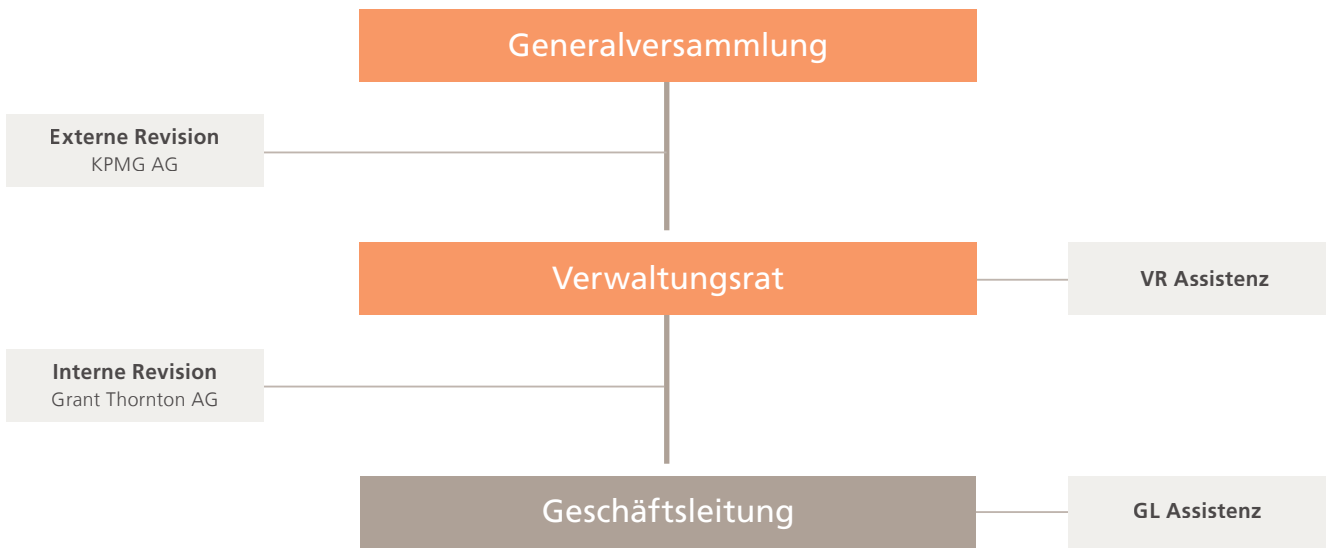 Generalversammlung
Externe Revision
KPMG AG
Verwaltungsrat
VR Assistenz
Interne Revision
Grant Thornton AG
Geschäftsleitung
GL Assistenz